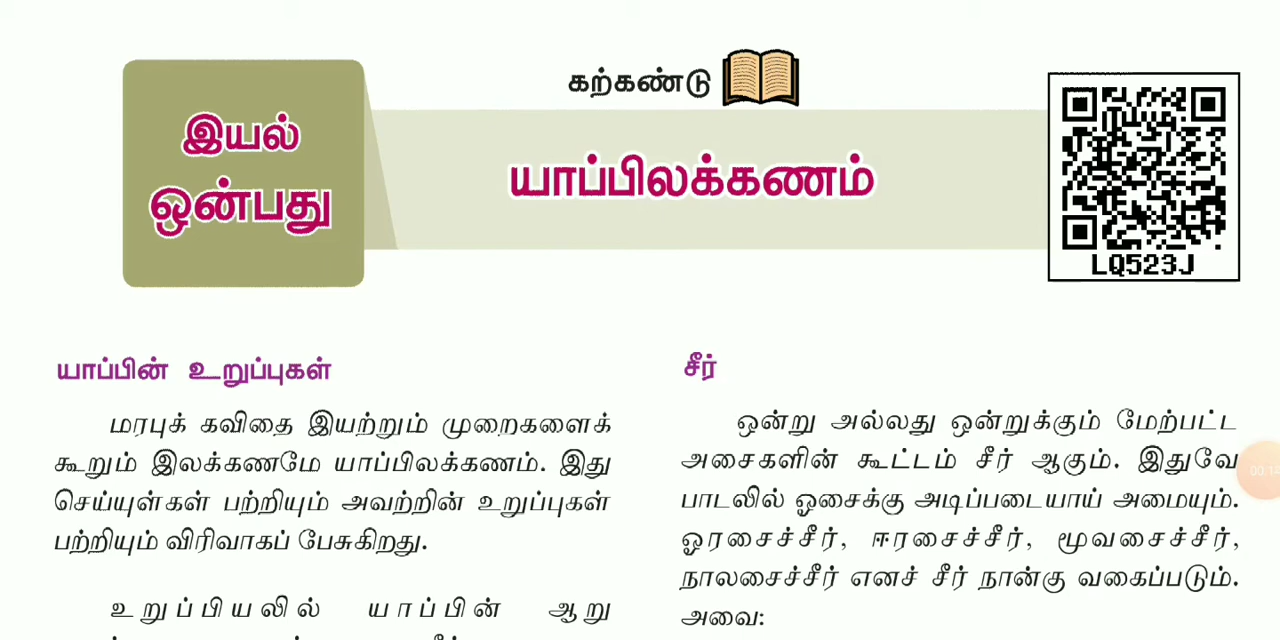 கற்கண்டு
இயல்
ஒன்பது
யாப்பிலக்கணம்
LQ523J
யாப்பின் உறுப்புகள்
மரபுக் கவிதை இயற்றும் முறைகளைக்
கூறும் இலக்கணமே யாப்பிலக்கணம். இது
செய்யுள்கள் பற்றியும் அவற்றின் உறுப்புகள்
பற்றியும் விரிவாகப் பேசுகிறது.
உறுப்பியலில் யாப்பின் ஆறு
சீர்
ஒன்று அல்லது ஒன்றுக்கும் மேற்பட்ட
அசைகளின் கூட்டம் சீர் ஆகும். இதுவே
பாடலில் ஓசைக்கு அடிப்படையாய் அமையும்.
ஓரசைச்சீர், ஈரசைச்சீர், மூவசைச்சீர்,
நாலசைச்சீர் எனச் சீர் நான்கு வகைப்படும்.
அவை: